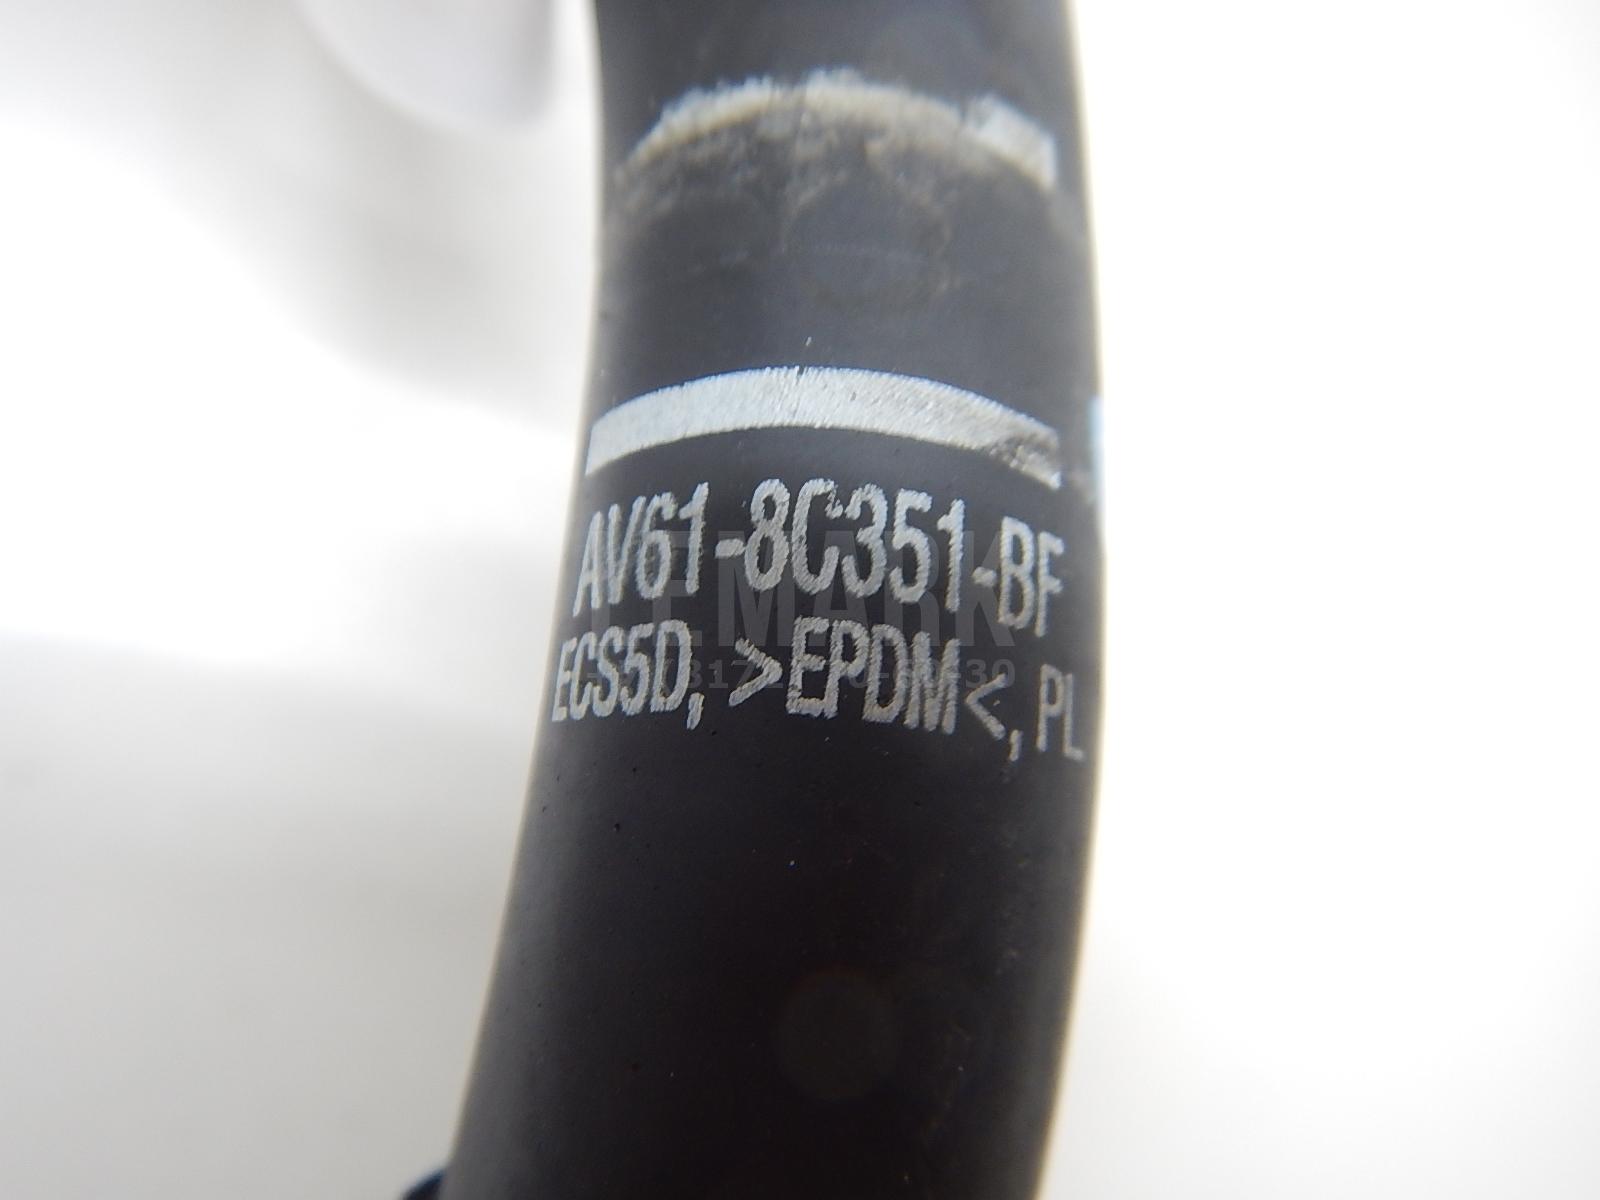 AV61-8C351-BF
ECS5D, >EPDM<, PL